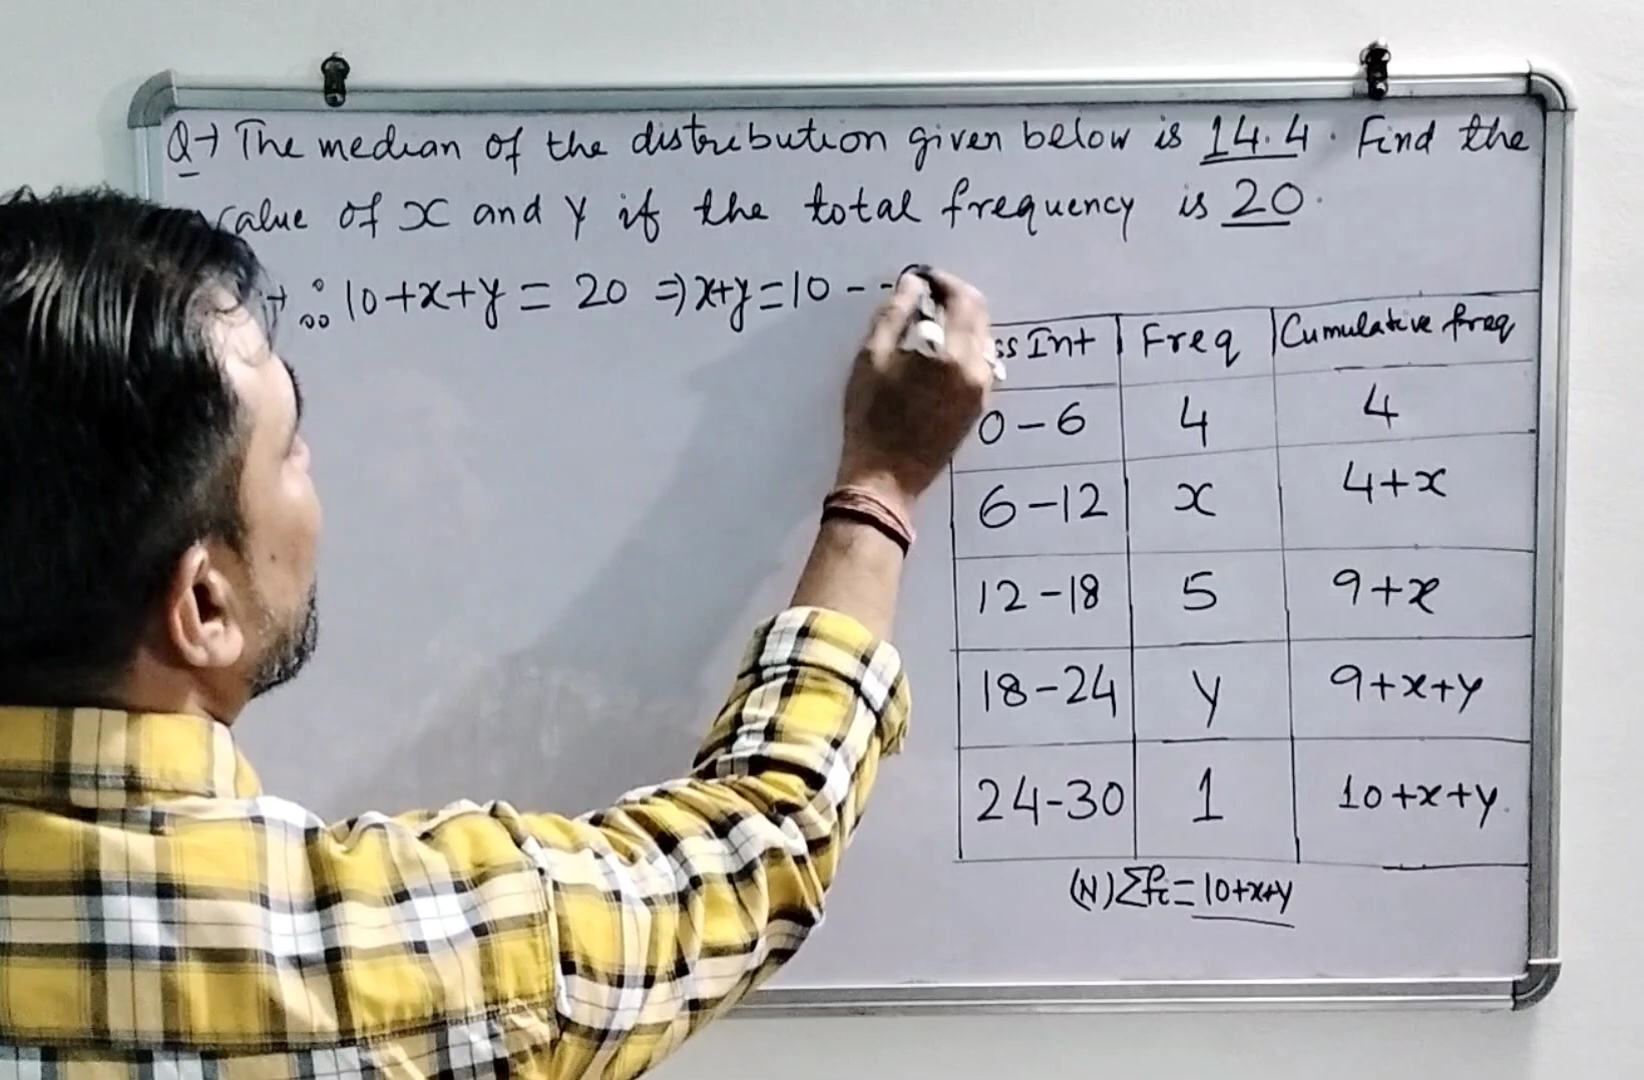 Q→ The median of the distribution given below is 14.4. Find the
value of x and y if the total frequency is 20.
∴ 10+x+y = 20 ⇒ x+y=10 --
ss Int | Freq | Cumulative freq
0-6 | 4 | 4
6-12 | x | 4+x
12-18 | 5 | 9+x
18-24 | y | 9+x+y
24-30 | 1 | 10+x+y.
(N) Σfi = 10+x+y